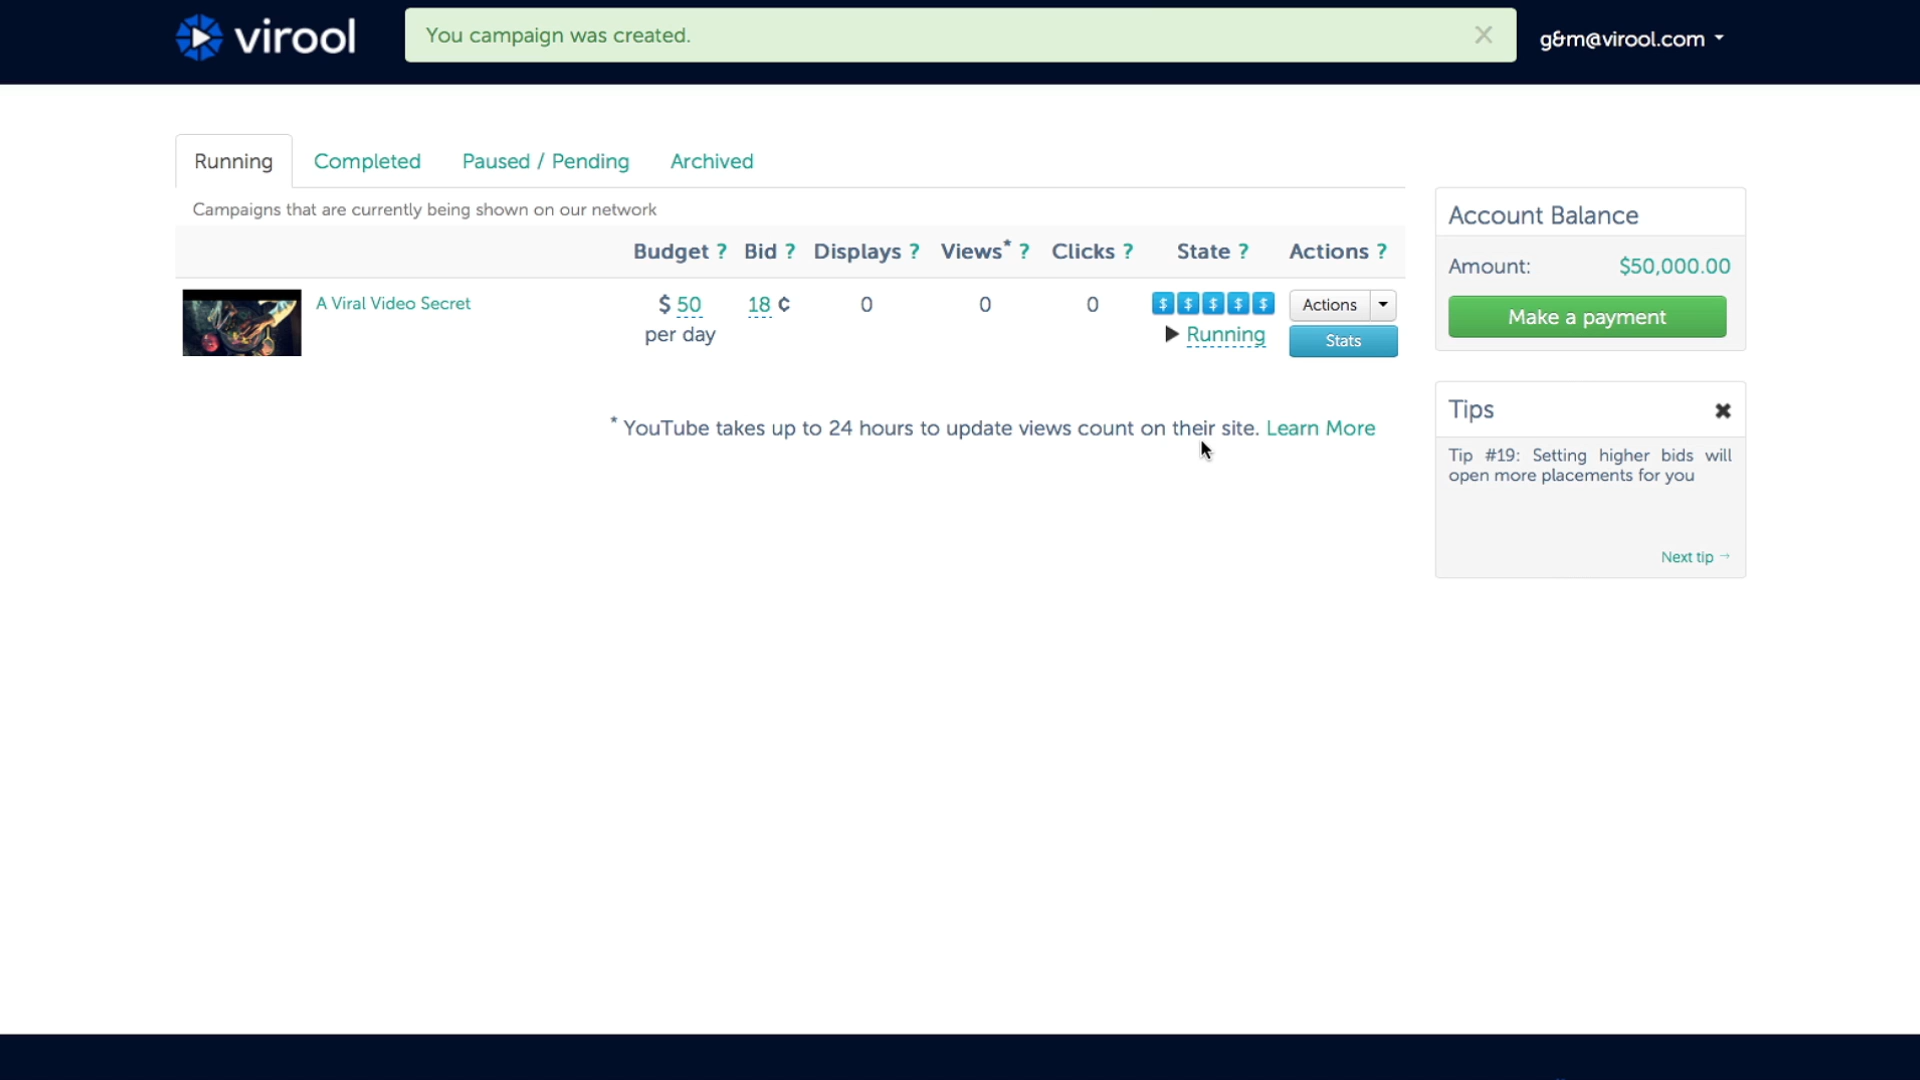 virool
You campaign was created.
×
g&m@virool.com
Running
Completed
Paused / Pending
Archived
Campaigns that are currently being shown on our network
Budget ? Bid ? Displays ? Views* ? Clicks ? State ? Actions ?
A Viral Video Secret
$ 50
per day
18 ¢
0
0
0
$ $ $ $ $
Running
Actions
Stats
* YouTube takes up to 24 hours to update views count on their site. Learn More
Account Balance
Amount: $50,000.00
Make a payment
Tips
Tip #19: Setting higher bids will
open more placements for you
Next tip →